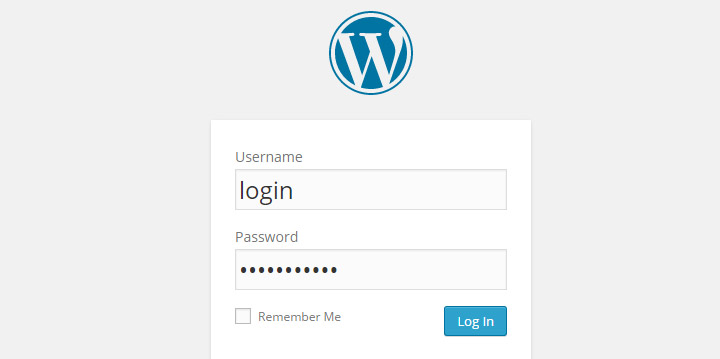 Username
login
Password
•••••••••••
Remember Me
Log In